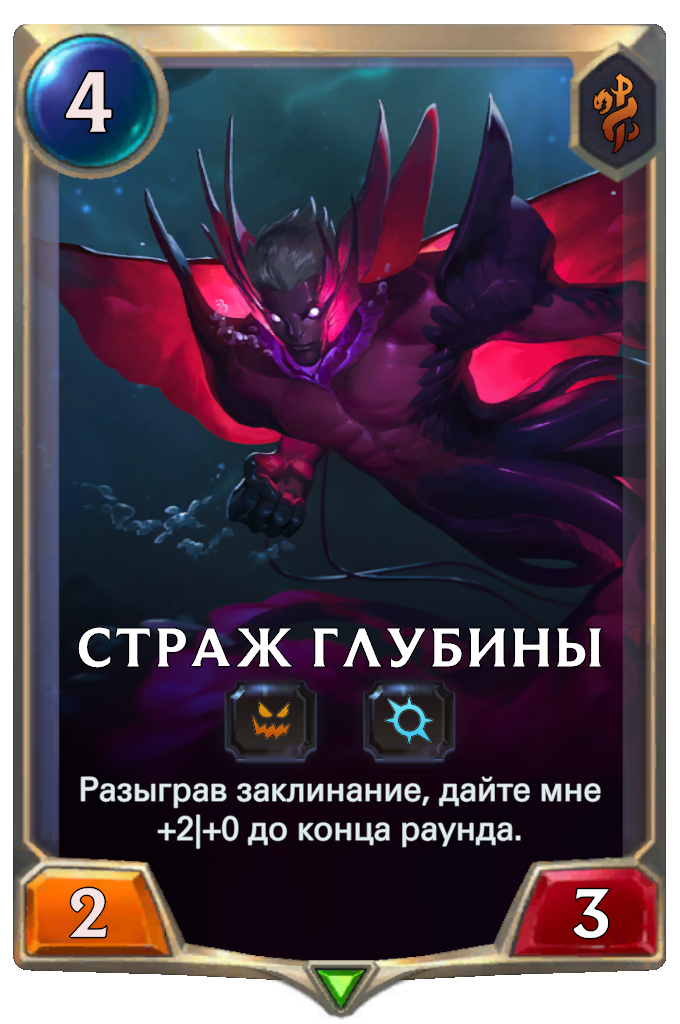 4
СТРАЖ ГЛУБИНЫ
Разыграв заклинание, дайте мне
+2|+0 до конца раунда.
2
3